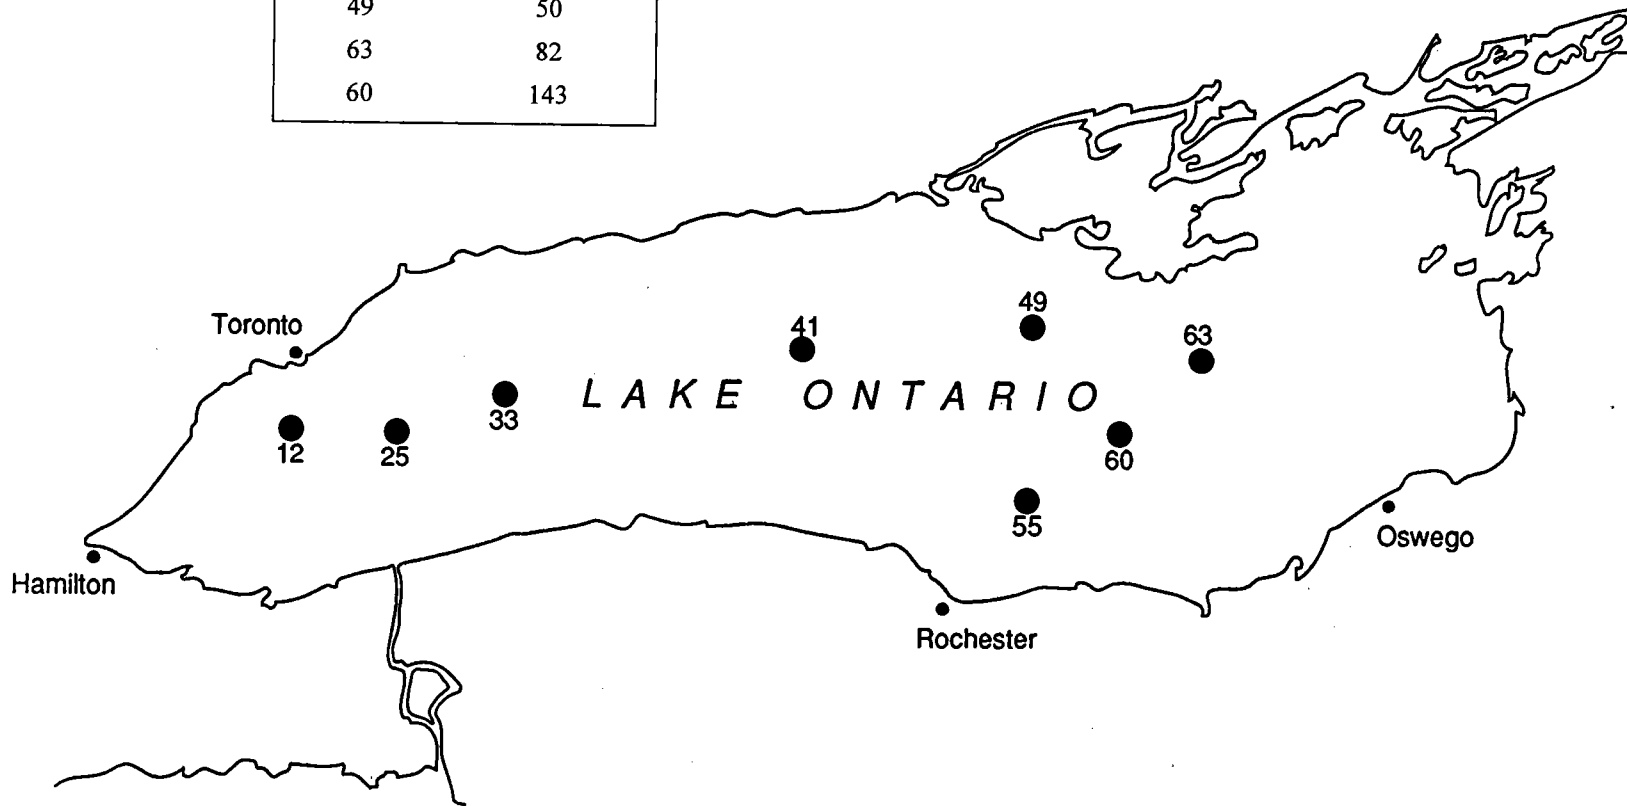 49 50
63 82
60 143
49
Toronto
41
63
LAKE ONTARIO
33
12
25
60
55
Oswego
Hamilton
Rochester